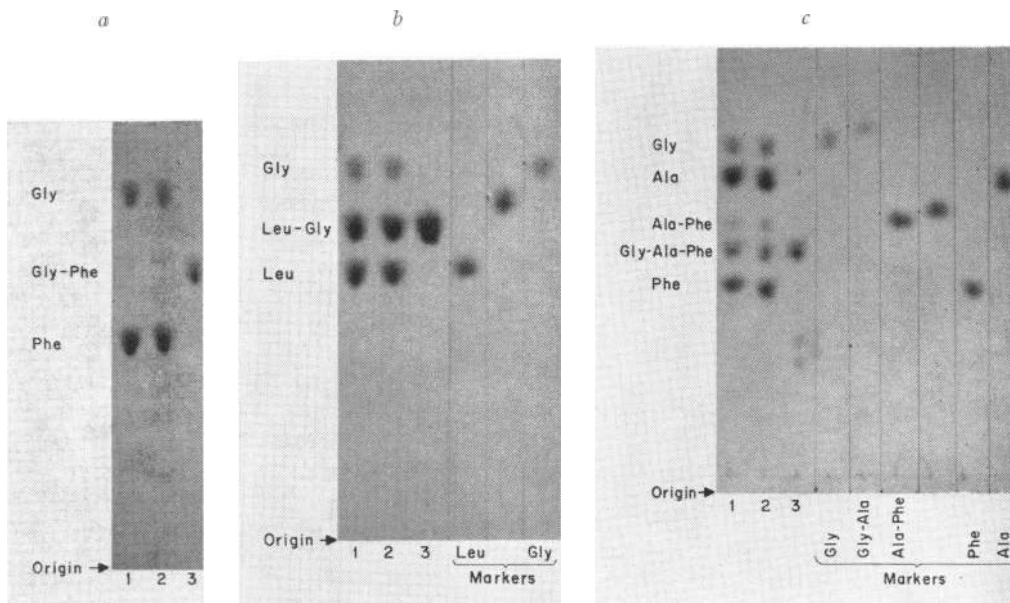 a
Gly
Gly-Phe
Phe
Origin
1 2 3
b
Gly
Leu-Gly
Leu
Origin
1 2 3 Leu Gly
Markers
c
Gly
Ala
Ala-Phe
Gly-Ala-Phe
Phe
Origin
1 2 3
Gly
Gly-Ala
Ala-Phe
Phe
Ala
Markers